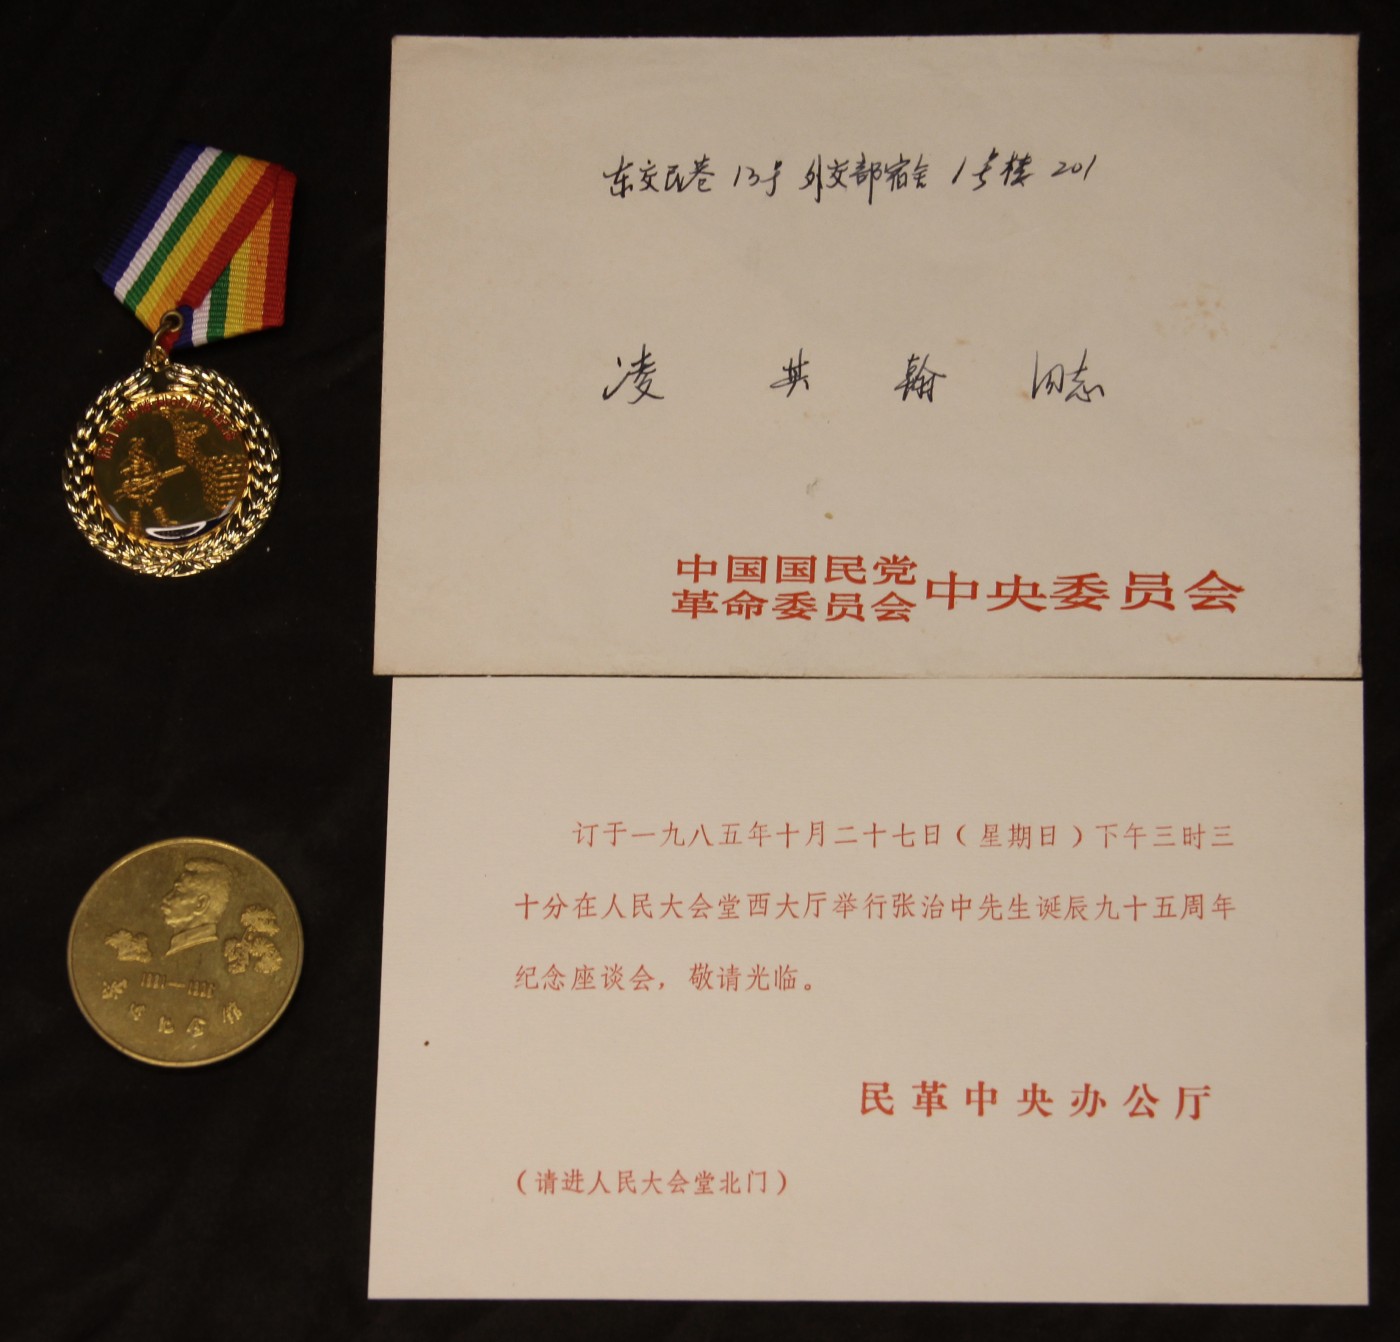 东交民巷 13号 外交部宿舍 1号楼 201
凌 其 翰 同志
中国国民党
革命委员会 中央委员会
订于一九八五年十月二十七日(星期日)下午三时三
十分在人民大会堂西大厅举行张治中先生诞辰九十五周年
纪念座谈会,敬请光临。
民革中央办公厅
(请进人民大会堂北门)